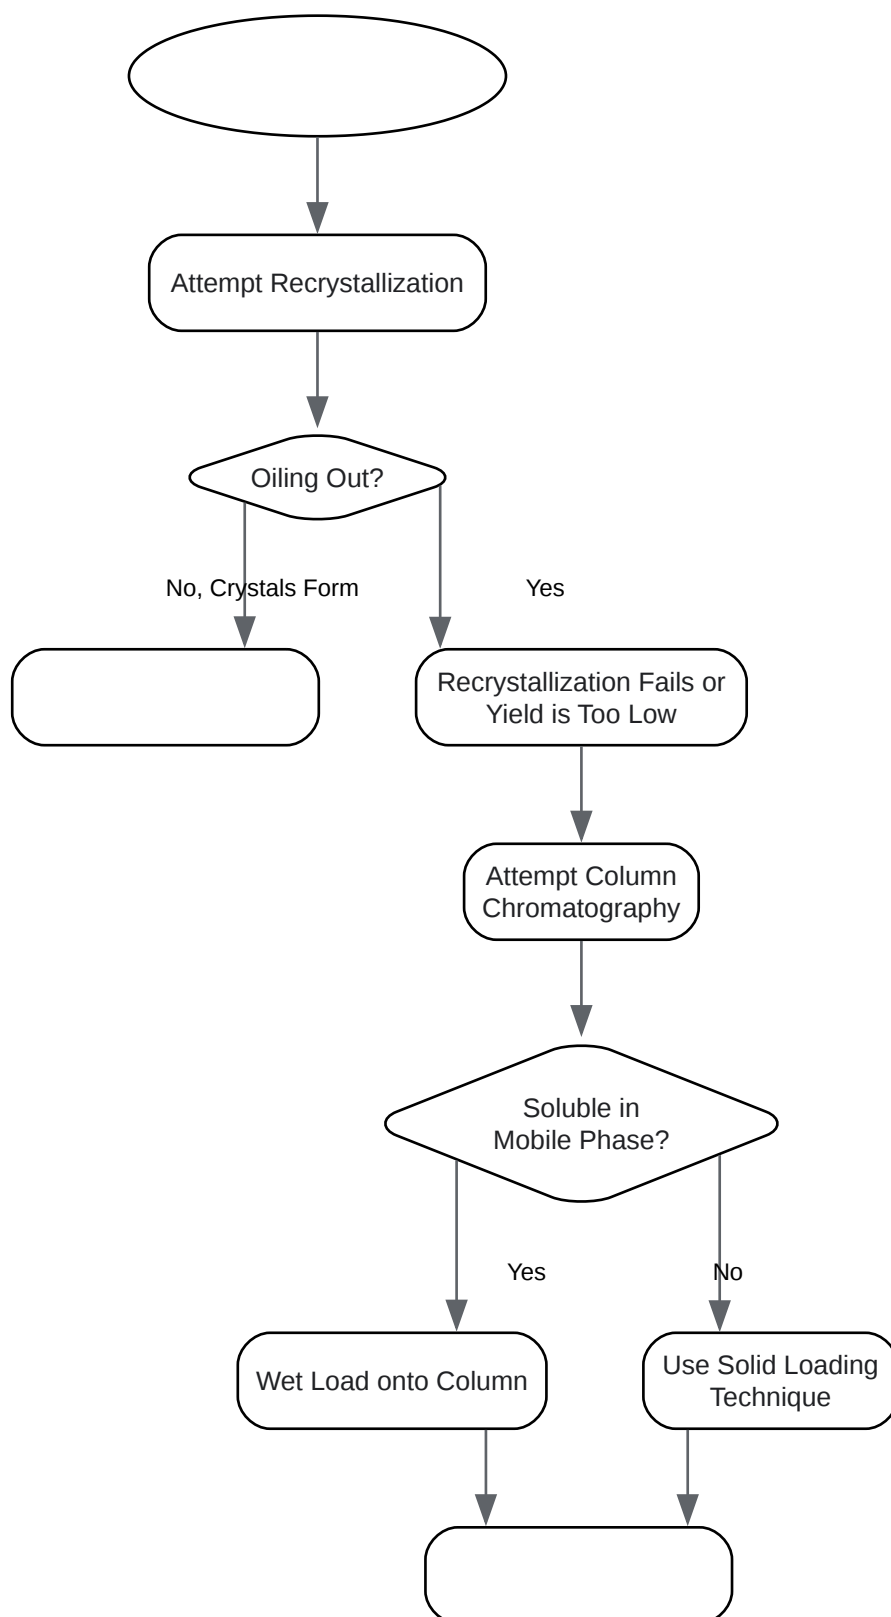 Attempt Recrystallization
Oiling Out?
No, Crystals Form
Yes
Recrystallization Fails or
Yield is Too Low
Attempt Column
Chromatography
Soluble in
Mobile Phase?
Yes
No
Wet Load onto Column
Use Solid Loading
Technique